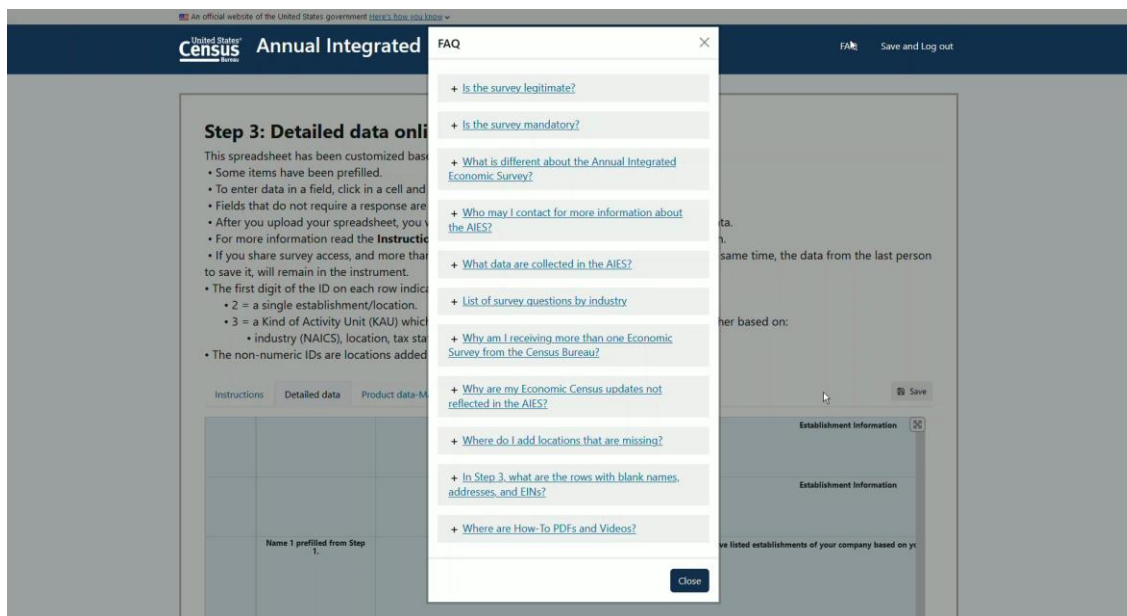 An official website of the United States government Here's how you know
United States®
Census
Bureau
Annual Integrated
FAQ
Save and Log out
FAQ
+ Is the survey legitimate?
+ Is the survey mandatory?
+ What is different about the Annual Integrated
Economic Survey?
+ Who may I contact for more information about
the AIES?
+ What data are collected in the AIES?
+ List of survey questions by industry
+ Why am I receiving more than one Economic
Survey from the Census Bureau?
+ Why are my Economic Census updates not
reflected in the AIES?
+ Where do I add locations that are missing?
+ In Step 3, what are the rows with blank names,
addresses, and EINs?
+ Where are How-To PDFs and Videos?
Close
Step 3: Detailed data onli
This spreadsheet has been customized base
• Some items have been prefilled.
• To enter data in a field, click in a cell and
• Fields that do not require a response are
• After you upload your spreadsheet, you ta.
• For more information read the Instructio
• If you share survey access, and more than same time, the data from the last person
to save it, will remain in the instrument.
• The first digit of the ID on each row indica
• 2 = a single establishment/location.
• 3 = a Kind of Activity Unit (KAU) which her based on:
• industry (NAICS), location, tax sta
• The non-numeric IDs are locations added
Instructions
Detailed data
Product data-M
Save
Establishment Information
Establishment Information
Name 1 prefilled from Step
1.
ve listed establishments of your company based on